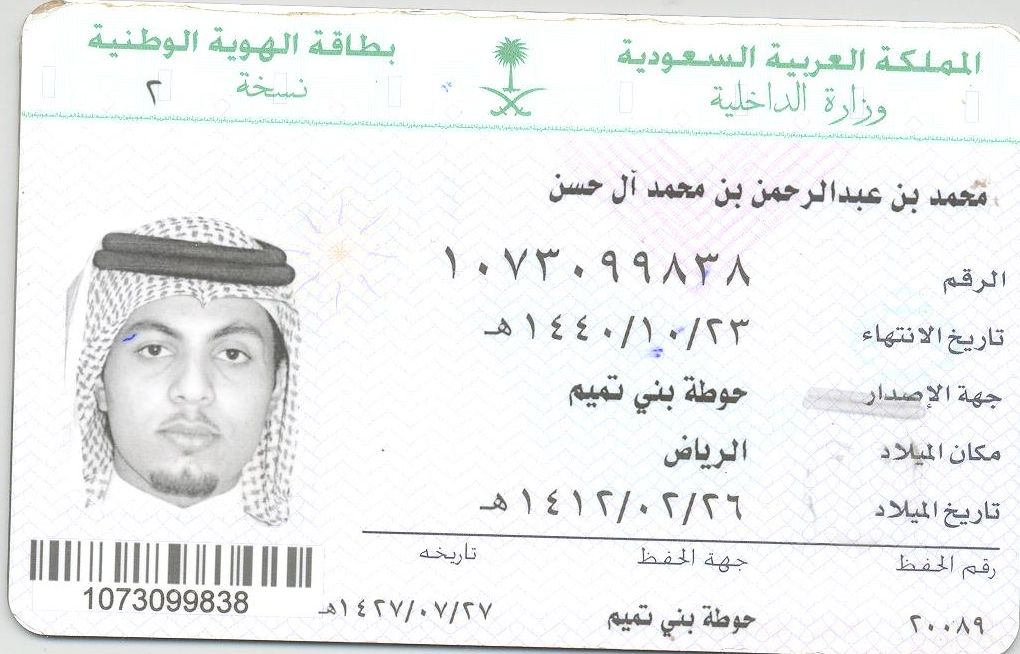 المملكة العربية السعودية
وزارة الداخلية
بطاقة الهوية الوطنية
نسخة ٢
محمد بن عبدالرحمن بن محمد آل حسن
الرقم ١٠٧٣٠٩٩٨٣٨
تاريخ الانتهاء ١٤٤٠/١٠/٢٣ هـ
جهة الإصدار حوطة بني تميم
مكان الميلاد الرياض
تاريخ الميلاد ١٤١٢/٠٢/٢٦ هـ
رقم الحفظ جهة الحفظ تاريخه
٢٠٠٨٩ حوطة بني تميم ١٤٢٧/٠٧/٢٧هـ
1073099838